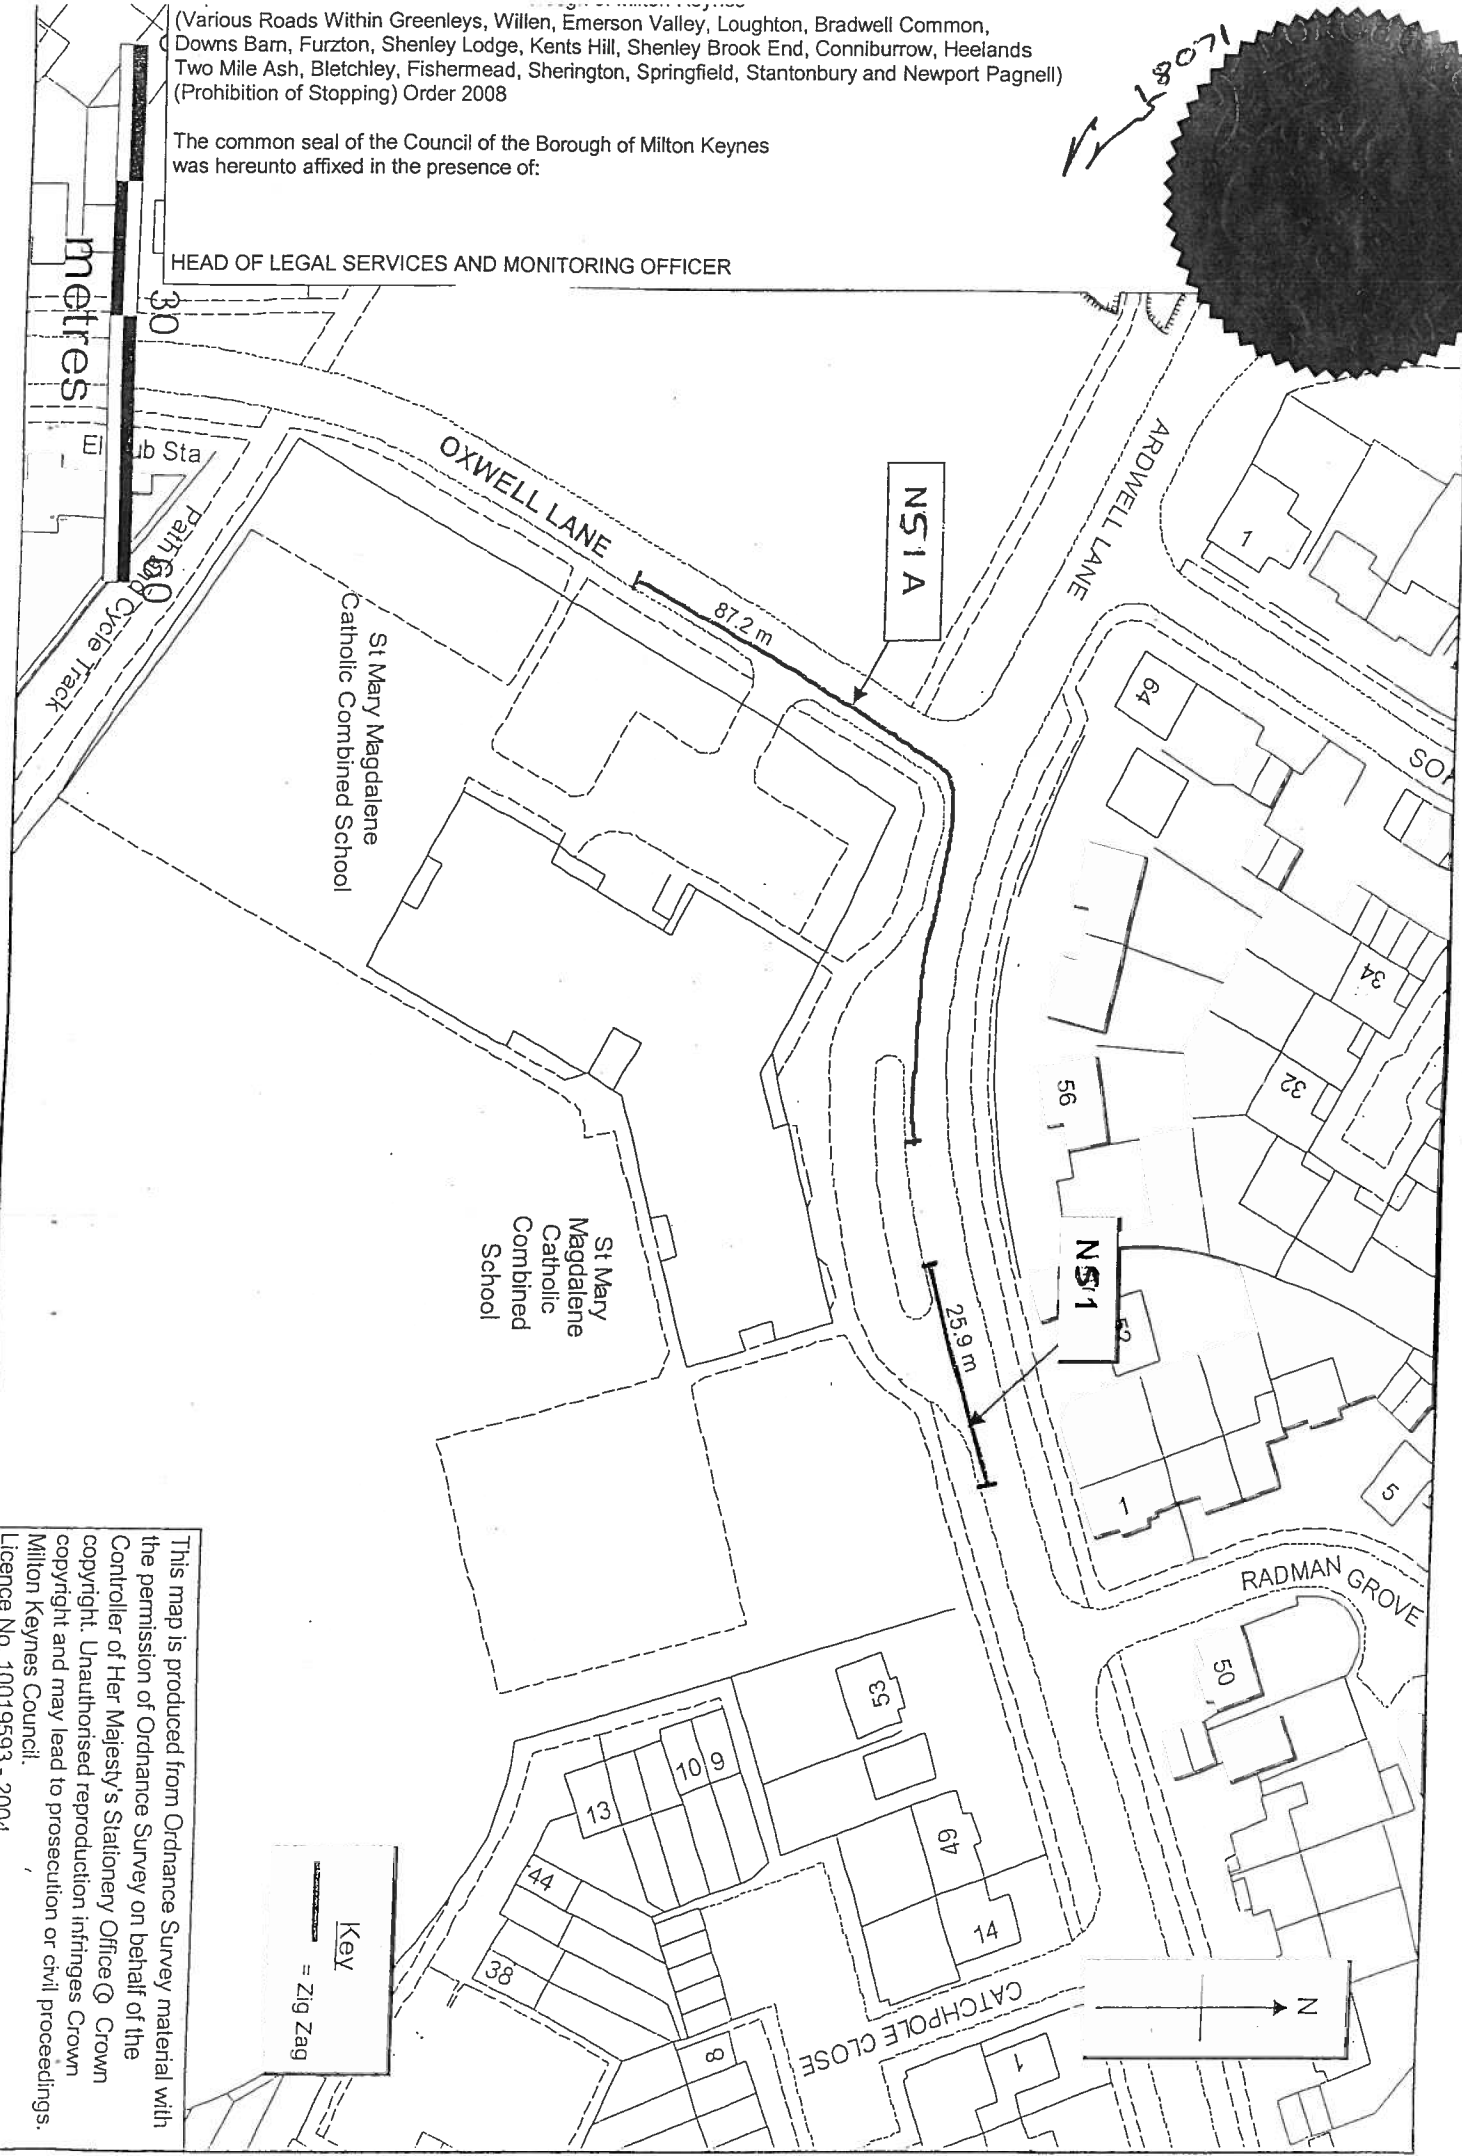 (Various Roads Within Greenleys, Willen, Emerson Valley, Loughton, Bradwell Common,
Downs Barn, Furzton, Shenley Lodge, Kents Hill, Shenley Brook End, Conniburrow, Heelands
Two Mile Ash, Bletchley, Fishermead, Sherington, Springfield, Stantonbury and Newport Pagnell)
(Prohibition of Stopping) Order 2008
The common seal of the Council of the Borough of Milton Keynes
was hereunto affixed in the presence of:
HEAD OF LEGAL SERVICES AND MONITORING OFFICER
18071
30
60
metres
El ub Sta
Path and Cycle Track
OXWELL LANE
ARDWELL LANE
NS1A
87.2 m
St Mary Magdalene
Catholic Combined School
1
64
34
32
56
52
NS1
25.9 m
St Mary
Magdalene
Catholic
Combined
School
1
5
RADMAN GROVE
50
53
10
9
13
49
44
14
38
CATCHPOLE CLOSE
8
1
N
Key
= Zig Zag
This map is produced from Ordnance Survey material with
the permission of Ordnance Survey on behalf of the
Controller of Her Majesty's Stationery Office © Crown
copyright. Unauthorised reproduction infringes Crown
copyright and may lead to prosecution or civil proceedings.
Milton Keynes Council.
Licence No. 10019593 - 2004